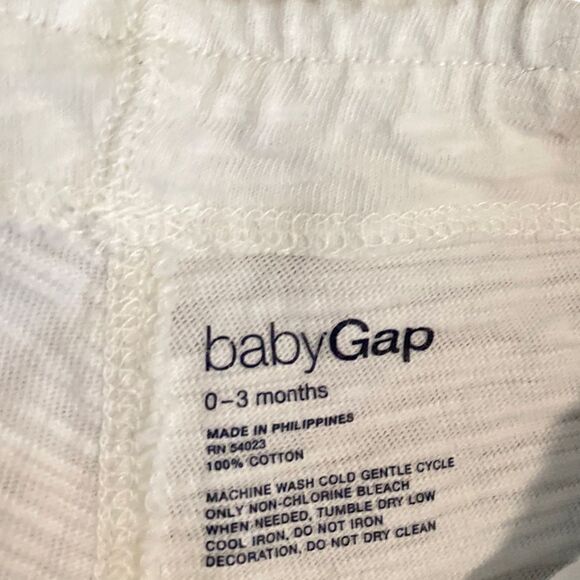 babyGap
0–3 months
MADE IN PHILIPPINES
RN 54023
100% COTTON
MACHINE WASH COLD GENTLE CYCLE
ONLY NON-CHLORINE BLEACH
WHEN NEEDED, TUMBLE DRY LOW
COOL IRON, DO NOT IRON
DECORATION, DO NOT DRY CLEAN